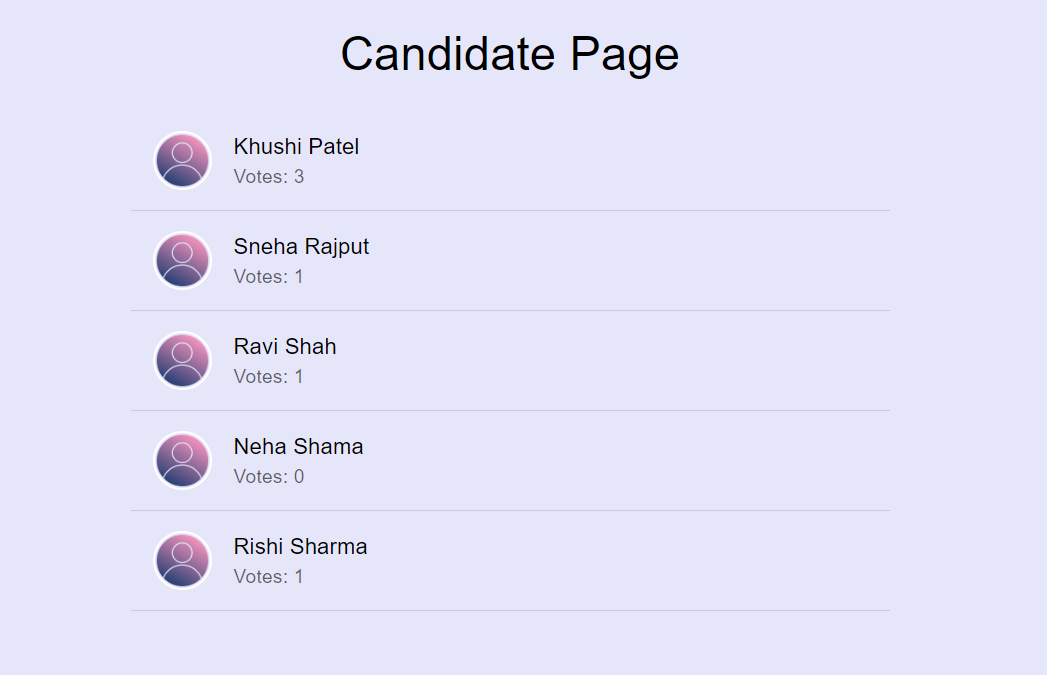 Candidate Page
Khushi Patel
Votes: 3
Sneha Rajput
Votes: 1
Ravi Shah
Votes: 1
Neha Shama
Votes: 0
Rishi Sharma
Votes: 1